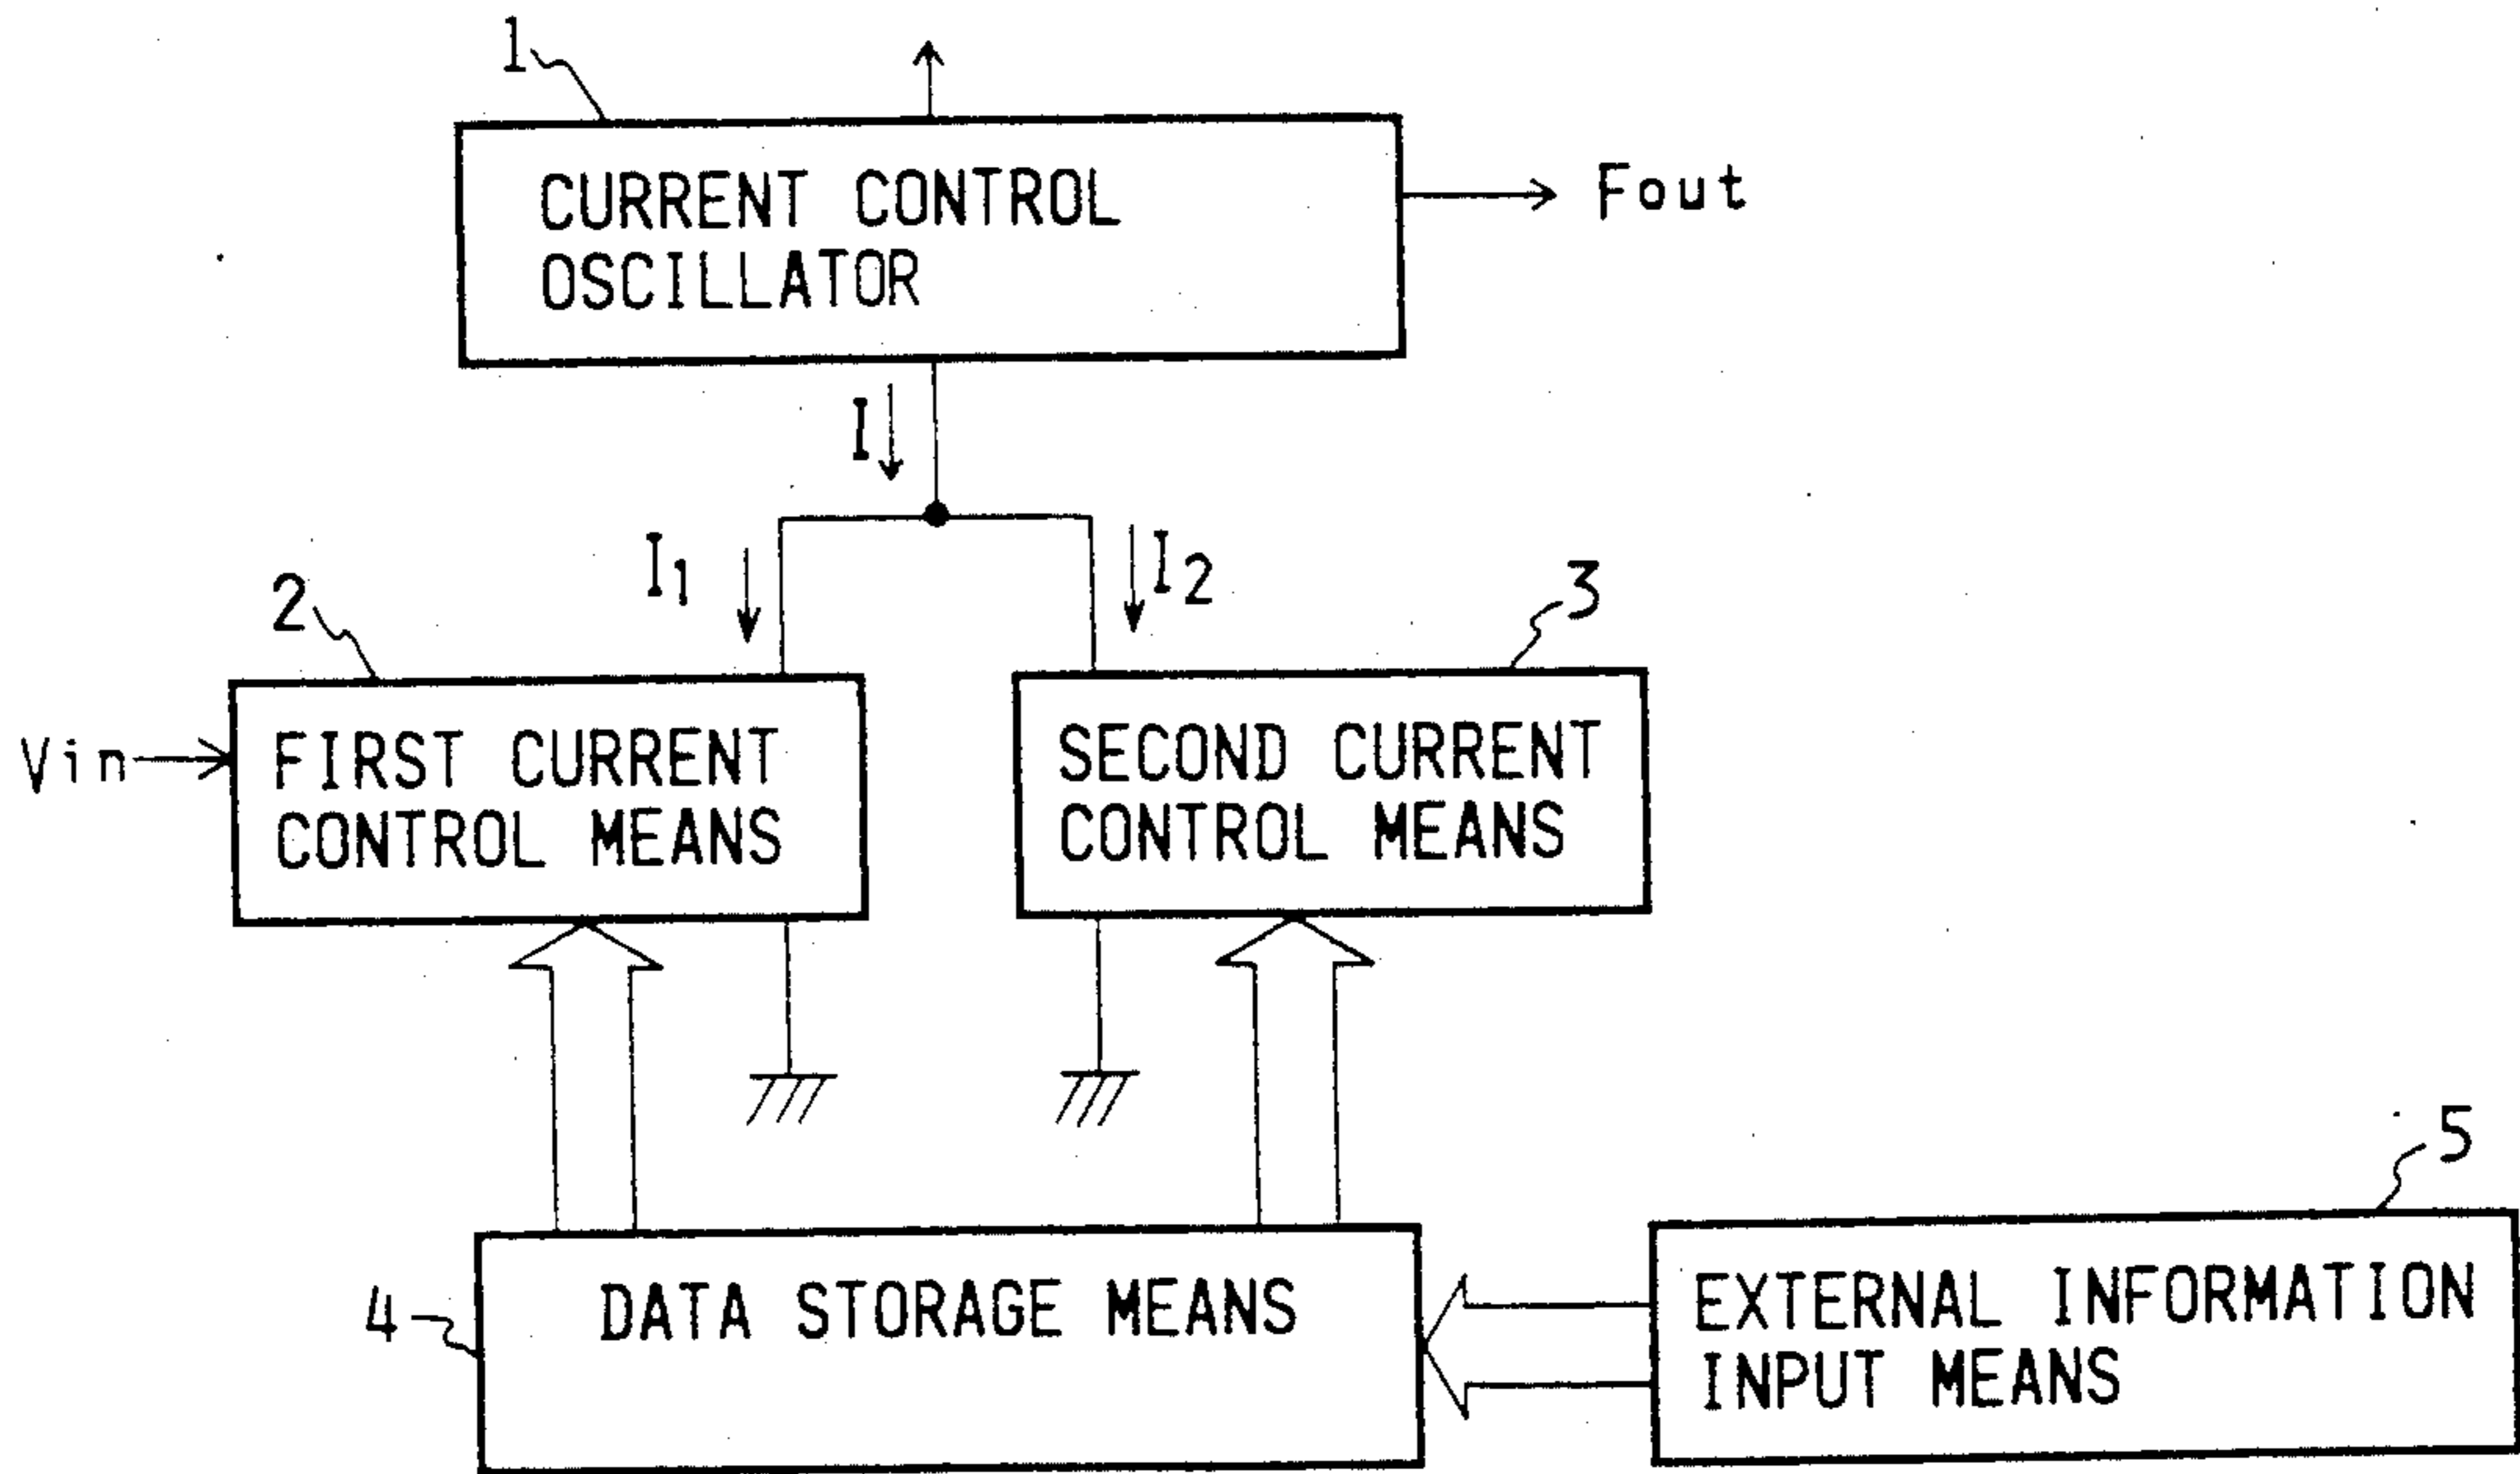 1
CURRENT CONTROL
OSCILLATOR
Fout
I
I1
I2
2
3
Vin
FIRST CURRENT
CONTROL MEANS
SECOND CURRENT
CONTROL MEANS
5
4
DATA STORAGE MEANS
EXTERNAL INFORMATION
INPUT MEANS